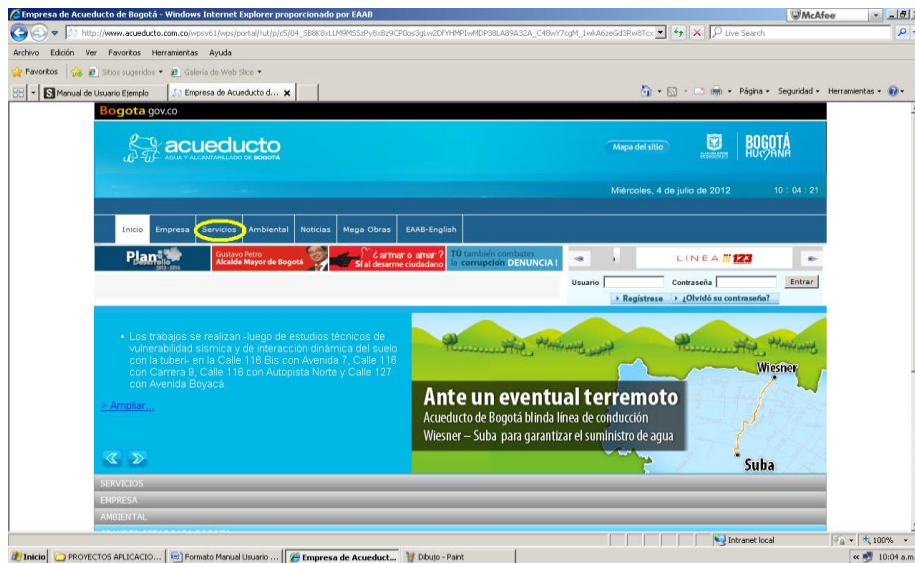 Empresa de Acueducto de Bogotá - Windows Internet Explorer proporcionado por EAAB
McAfee
Live Search
Archivo Edición Ver Favoritos Herramientas Ayuda
Favoritos Sitios sugeridos Galería de Web Slice
Manual de Usuario Ejemplo Empresa de Acueducto d... Página Seguridad Herramientas
Bogota gov.co
acueducto
AGUA Y ALCANTARILLADO DE BOGOTÁ
Mapa del sitio
BOGOTÁ
HUMANA
Miércoles, 4 de julio de 2012 10 : 04 : 21
Inicio Empresa Servicios Ambiental Noticias Mega Obras EAAB-English
Plan
Desarrollo
Gustavo Petro
Alcalde Mayor de Bogotá
¿armar o amar?
Sí al desarme ciudadano
TÚ también combates
la corrupción DENUNCIA!
LINEA 123
Usuario Contraseña Entrar
Regístrese ¿Olvidó su contraseña?
Los trabajos se realizan -luego de estudios técnicos de
vulnerabilidad sísmica y de interacción dinámica del suelo
con la tuberí- en la Calle 116 Bis con Avenida 7, Calle 116
con Carrera 9, Calle 116 con Autopista Norte y Calle 127
con Avenida Boyacá.
> Ampliar...
Wiesner
Ante un eventual terremoto
Acueducto de Bogotá blinda línea de conducción
Wiesner – Suba para garantizar el suministro de agua
Suba
SERVICIOS
EMPRESA
AMBIENTAL
Intranet local 100%
Inicio PROYECTOS APLICACIO... Formato Manual Usuario ... Empresa de Acueduct... Dibujo - Paint 10:04 a.m.